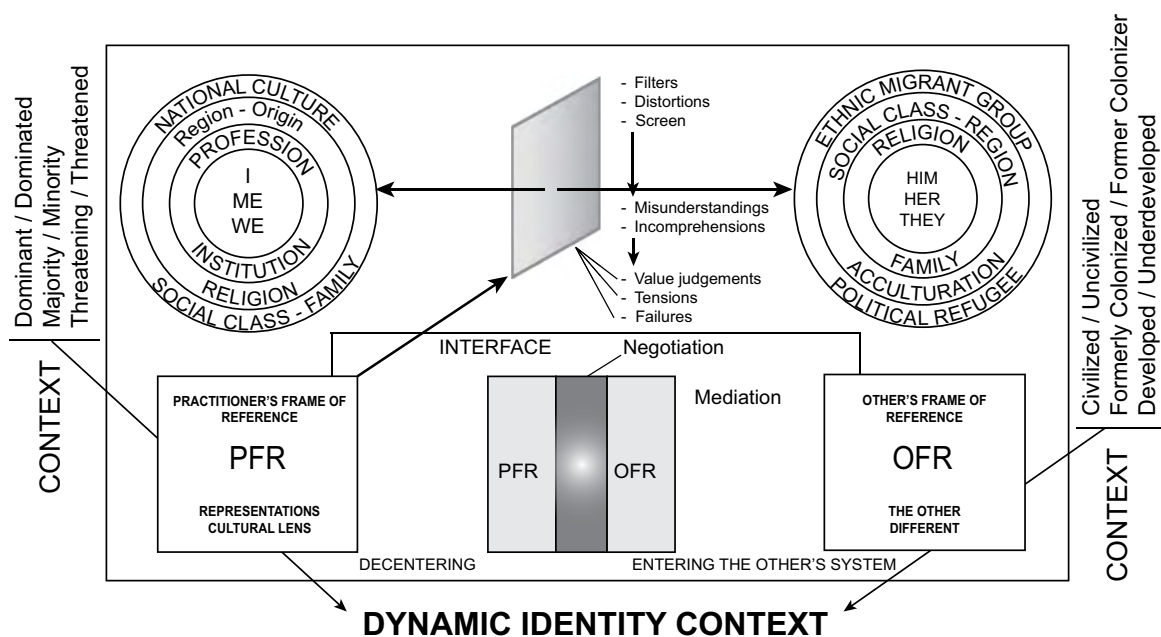 Dominant / Dominated
Majority / Minority
Threatening / Threatened
CONTEXT
NATIONAL CULTURE
Region - Origin
PROFESSION
I
ME
WE
INSTITUTION
RELIGION
SOCIAL CLASS - FAMILY
- Filters
- Distortions
- Screen
- Misunderstandings
- Incomprehensions
- Value judgements
- Tensions
- Failures
ETHNIC MIGRANT GROUP
SOCIAL CLASS - REGION
RELIGION
HIM
HER
THEY
FAMILY
ACCULTURATION
POLITICAL REFUGEE
Civilized / Uncivilized
Formerly Colonized / Former Colonizer
Developed / Underdeveloped
CONTEXT
INTERFACE
Negotiation
Mediation
PRACTITIONER'S FRAME OF
REFERENCE
PFR
REPRESENTATIONS
CULTURAL LENS
PFR
OFR
OTHER'S FRAME OF
REFERENCE
OFR
THE OTHER
DIFFERENT
DECENTERING
ENTERING THE OTHER'S SYSTEM
DYNAMIC IDENTITY CONTEXT